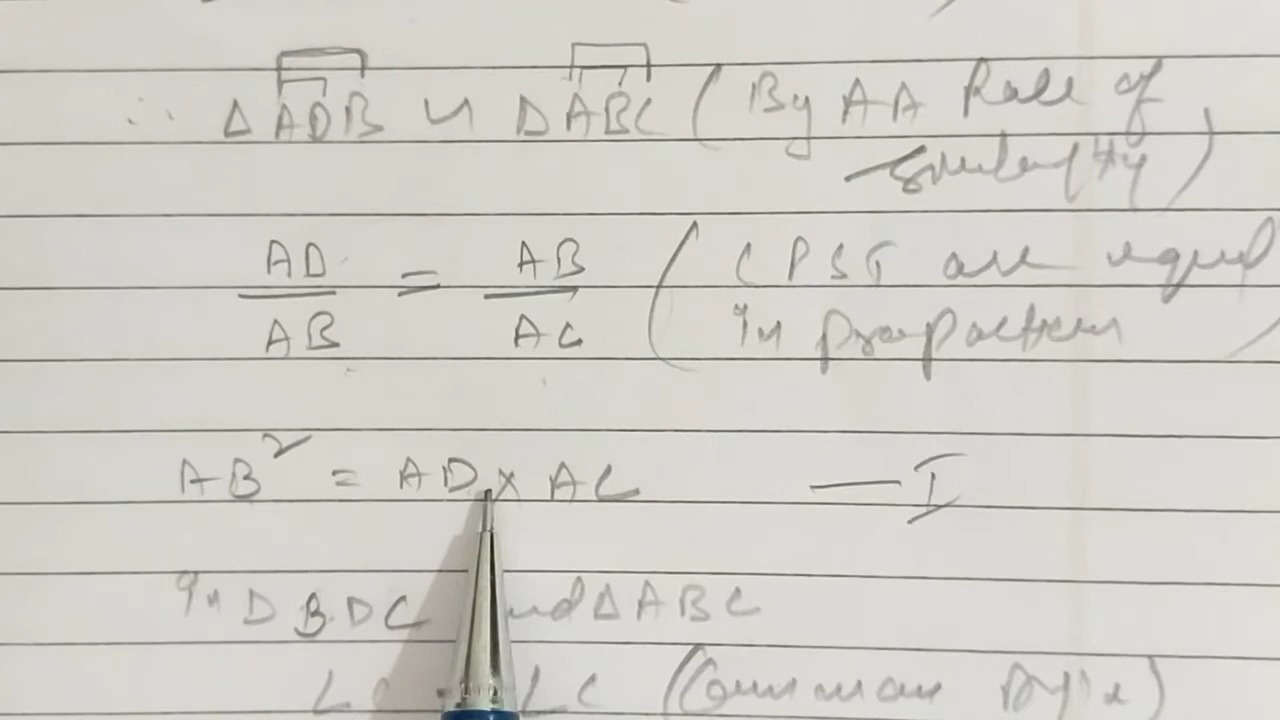 ∴ ΔADB ∼ ΔABC (By AA Rule of
similarity)
AD/AB = AB/AC (CPST are equal
in proportion)
AB² = AD × AC —I
In ΔBDC and ΔABC
∠C = ∠C (Common